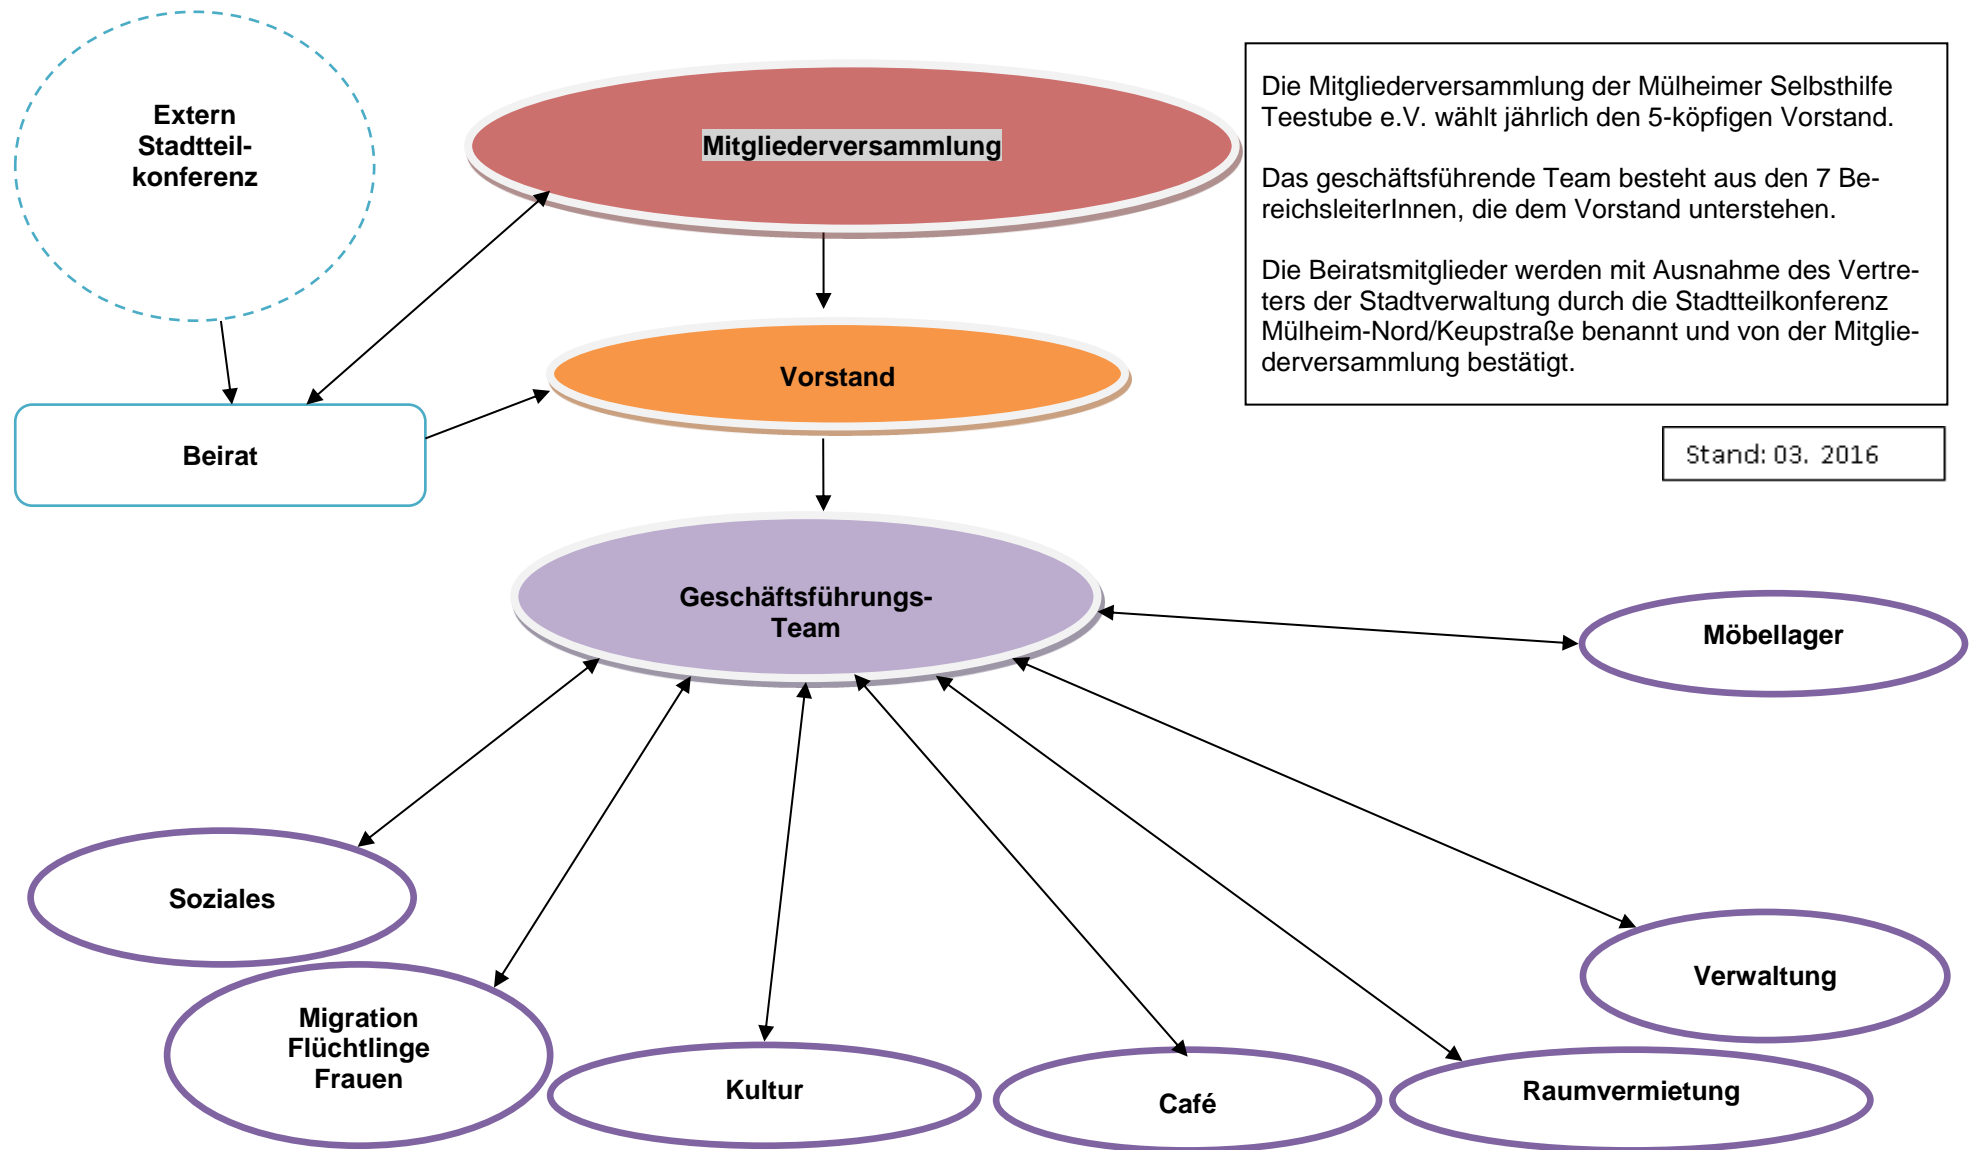 Extern
Stadtteil-
konferenz
Mitgliederversammlung
Die Mitgliederversammlung der Mülheimer Selbsthilfe
Teestube e.V. wählt jährlich den 5-köpfigen Vorstand.
Das geschäftsführende Team besteht aus den 7 Be-
reichsleiterInnen, die dem Vorstand unterstehen.
Die Beiratsmitglieder werden mit Ausnahme des Vertre-
ters der Stadtverwaltung durch die Stadtteilkonferenz
Mülheim-Nord/Keupstraße benannt und von der Mitglie-
derversammlung bestätigt.
Vorstand
Beirat
Stand: 03. 2016
Geschäftsführungs-
Team
Möbellager
Soziales
Verwaltung
Migration
Flüchtlinge
Frauen
Kultur
Café
Raumvermietung